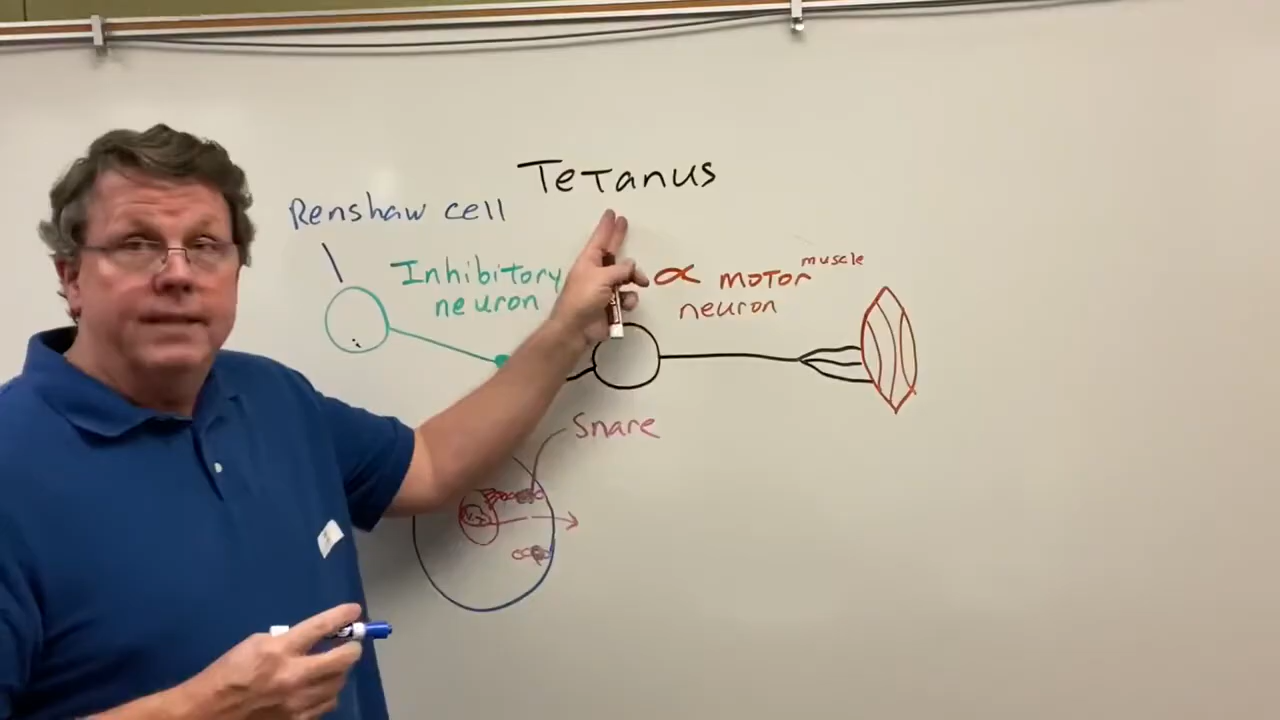 Tetanus
Renshaw cell
Inhibitory
neuron
∝ motor
muscle
neuron
Snare